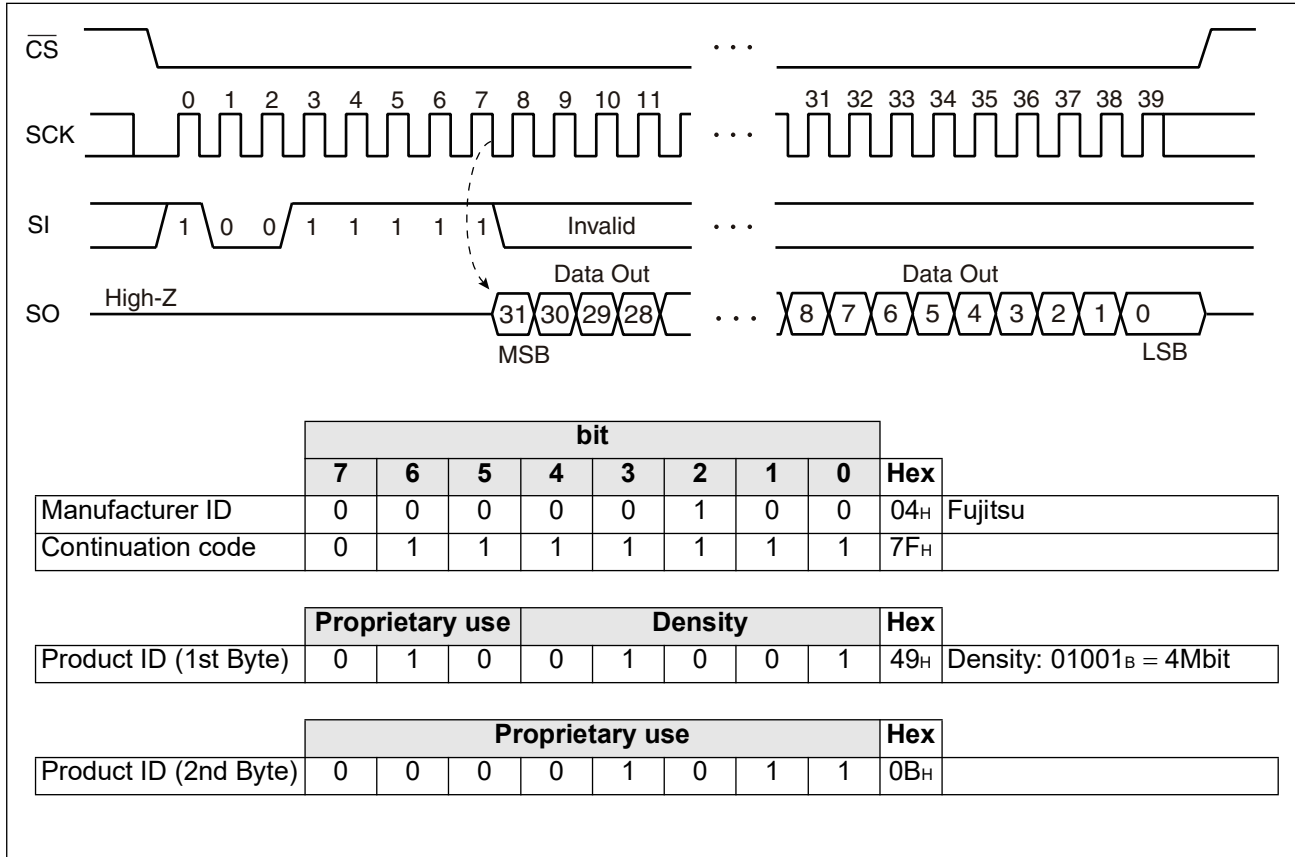 CS
0 1 2 3 4 5 6 7 8 9 10 11 31 32 33 34 35 36 37 38 39
SCK
SI 1 0 0 1 1 1 1 1 Invalid
High-Z Data Out Data Out
SO 31 30 29 28 8 7 6 5 4 3 2 1 0
MSB LSB
bit
7 6 5 4 3 2 1 0 Hex
Manufacturer ID 0 0 0 0 0 1 0 0 04H Fujitsu
Continuation code 0 1 1 1 1 1 1 1 7FH
Proprietary use Density Hex
Product ID (1st Byte) 0 1 0 0 1 0 0 1 49H Density: 01001B = 4Mbit
Proprietary use Hex
Product ID (2nd Byte) 0 0 0 0 1 0 1 1 0BH